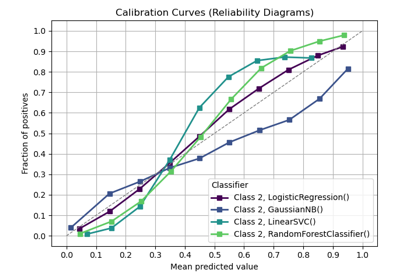 Calibration Curves (Reliability Diagrams)
1.0
0.9
0.8
0.7
0.6
0.5
0.4
0.3
0.2
0.1
0.0
Fraction of positives
Classifier
Class 2, LogisticRegression()
Class 2, GaussianNB()
Class 2, LinearSVC()
Class 2, RandomForestClassifier()
0.0 0.1 0.2 0.3 0.4 0.5 0.6 0.7 0.8 0.9 1.0
Mean predicted value